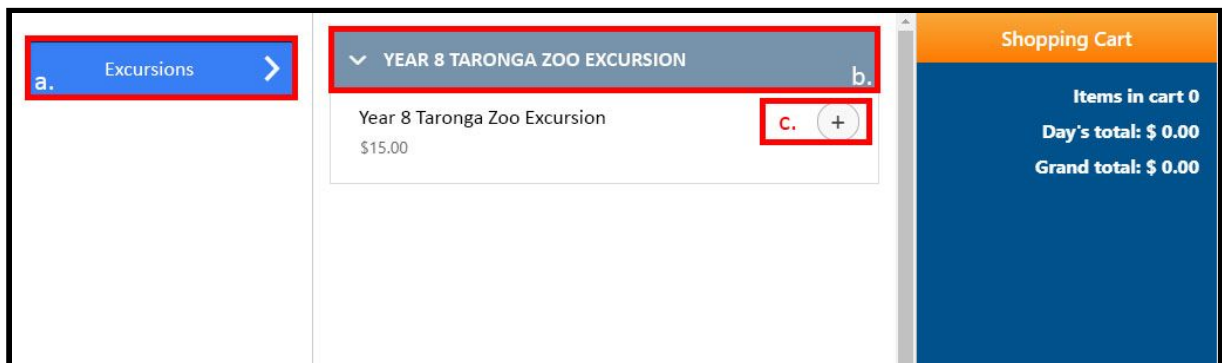 a. Excursions
YEAR 8 TARONGA ZOO EXCURSION
b.
Year 8 Taronga Zoo Excursion
$15.00
c. +
Shopping Cart
Items in cart 0
Day's total: $ 0.00
Grand total: $ 0.00